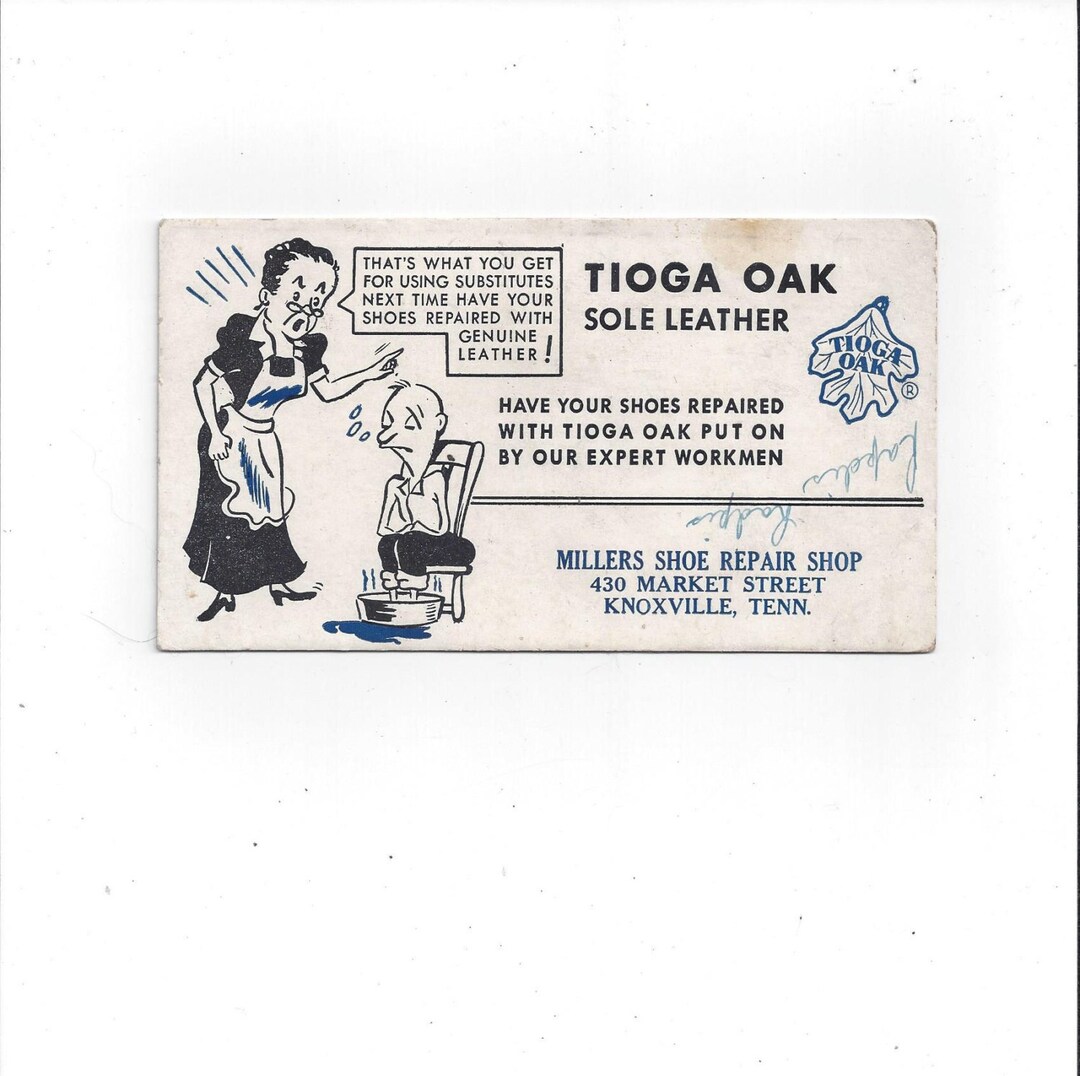 THAT'S WHAT YOU GET
FOR USING SUBSTITUTES
NEXT TIME HAVE YOUR
SHOES REPAIRED WITH
GENUINE
LEATHER!
TIOGA OAK
SOLE LEATHER
TIOGA
OAK
®
HAVE YOUR SHOES REPAIRED
WITH TIOGA OAK PUT ON
BY OUR EXPERT WORKMEN
MILLERS SHOE REPAIR SHOP
430 MARKET STREET
KNOXVILLE, TENN.